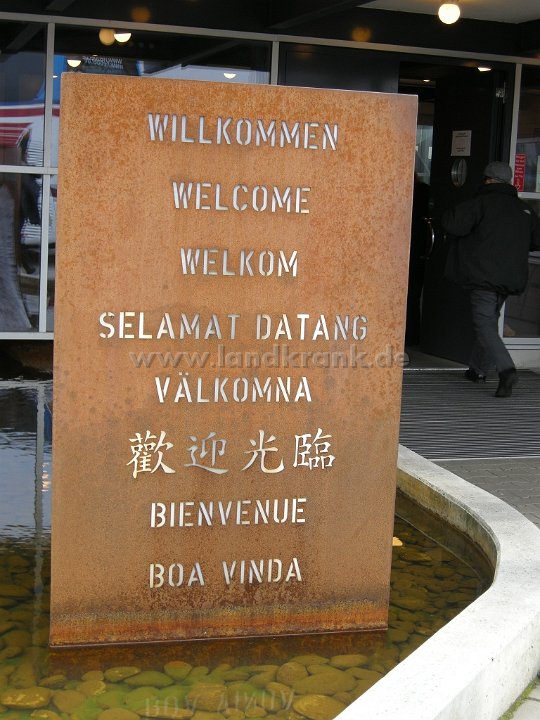 WILLKOMMEN
WELCOME
WELKOM
SELAMAT DATANG
www.landkrank.de
VÄLKOMNA
歡迎光臨
BIENVENUE
BOA VINDA